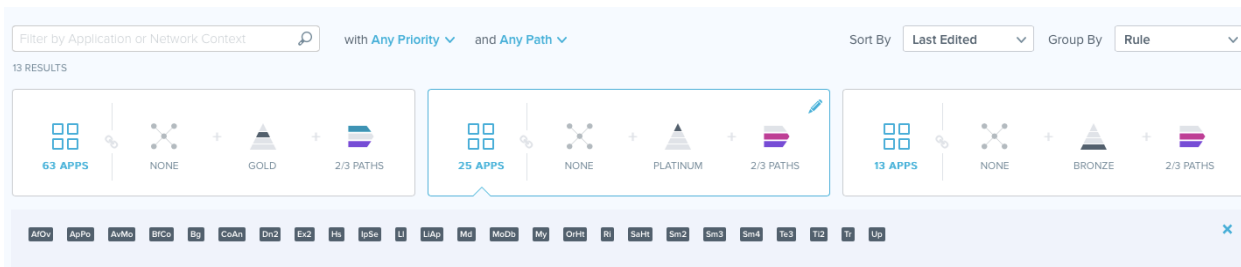 Filter by Application or Network Context with Any Priority and Any Path Sort By Last Edited Group By Rule
13 RESULTS
63 APPS NONE GOLD 2/3 PATHS 25 APPS NONE PLATINUM 2/3 PATHS 13 APPS NONE BRONZE 2/3 PATHS
AfOv ApPo AvMo BfCo Bg CoAn Dn2 Ex2 Hs IpSe LI LiAp Md MoDb My OrHt Ri SaHt Sm2 Sm3 Sm4 Te3 Ti2 Tr Up